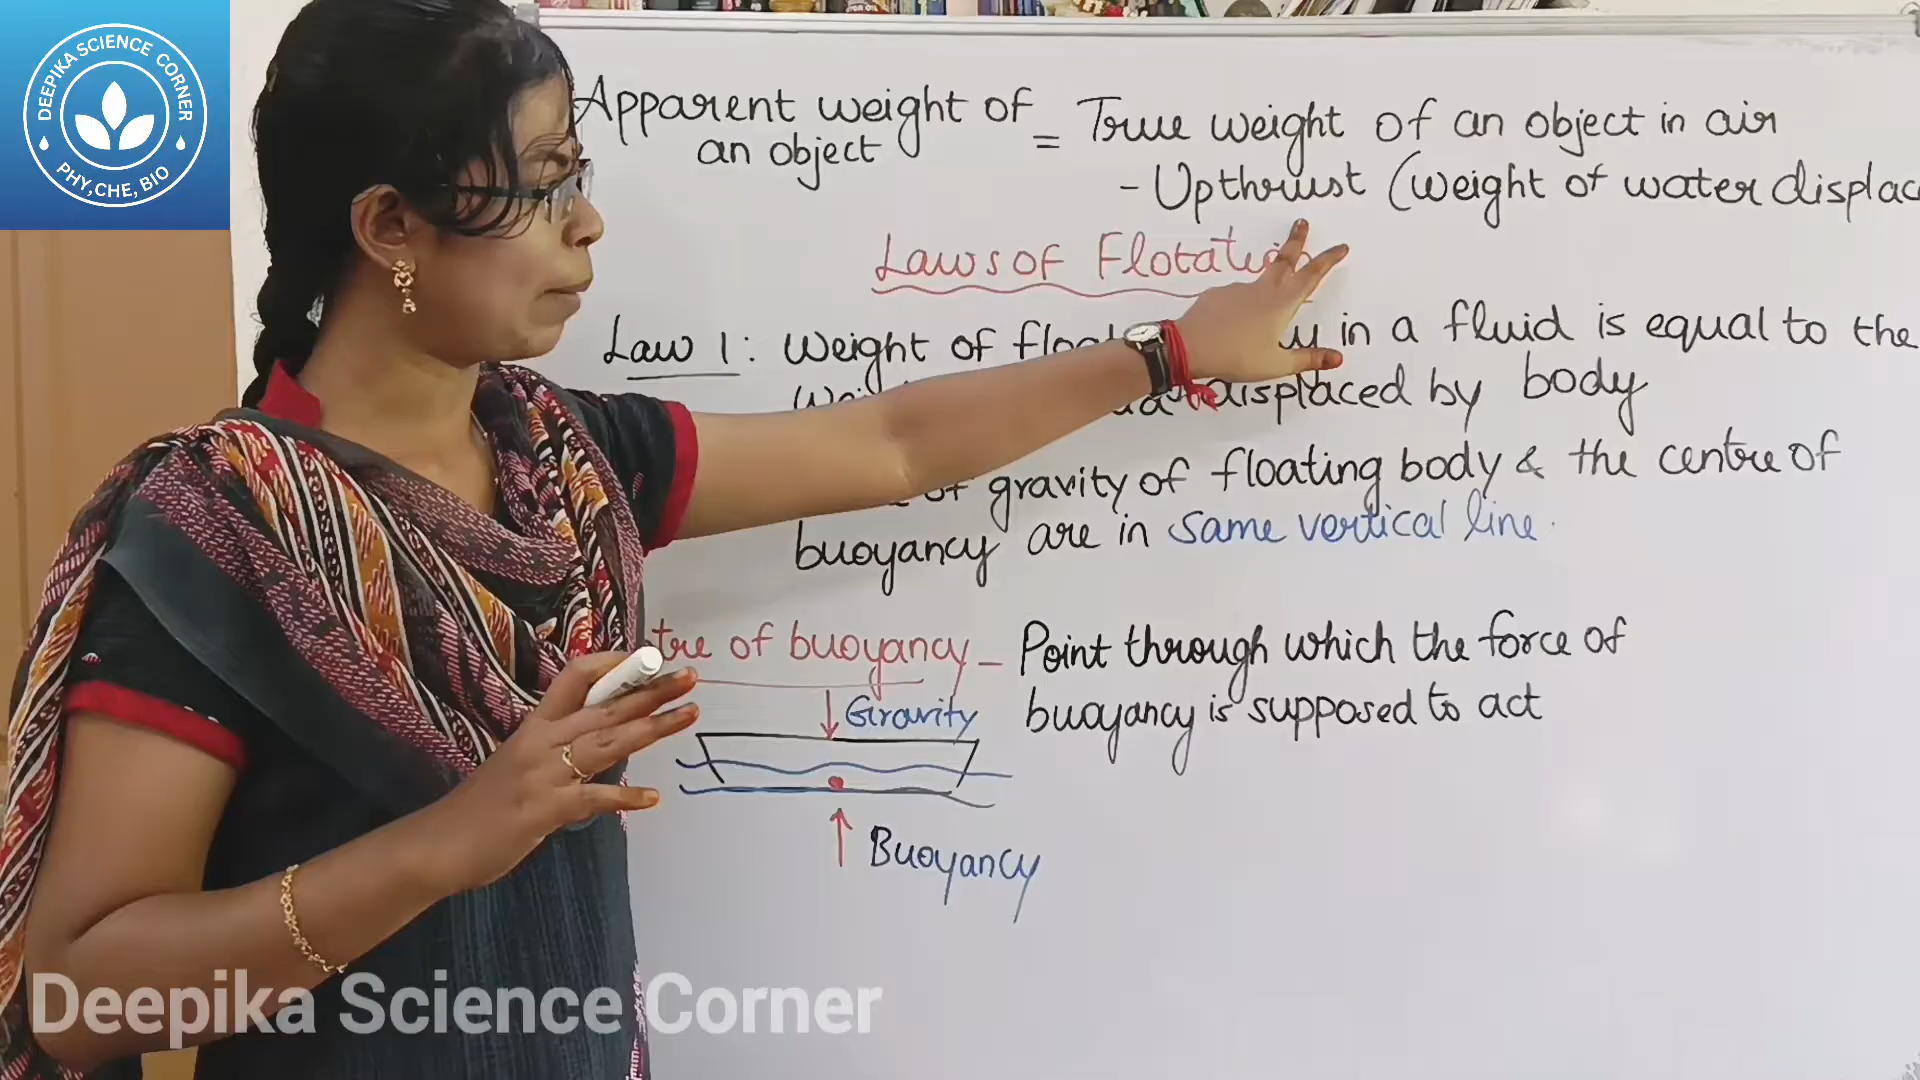 DEEPIKA SCIENCE CORNER
PHY,CHE, BIO
Apparent weight of
an object
= True weight of an object in air
- Upthrust (Weight of water displac
Laws of Flotation
Law 1: Weight of in a fluid is equal to the
displaced by body
of gravity of floating body & the centre of
buoyancy are in same vertical line.
tre of buoyancy - Point through which the force of
buoyancy is supposed to act
Gravity
Buoyancy
Deepika Science Corner